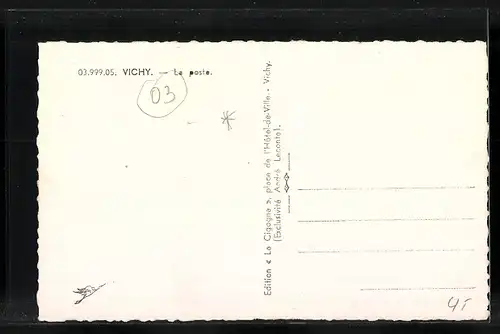 03.999.05. VICHY. — La poste.
03
*
Edition « La Cigogne », place de l'Hôtel-de-Ville. - Vichy.
(Exclusivité André Leconte).